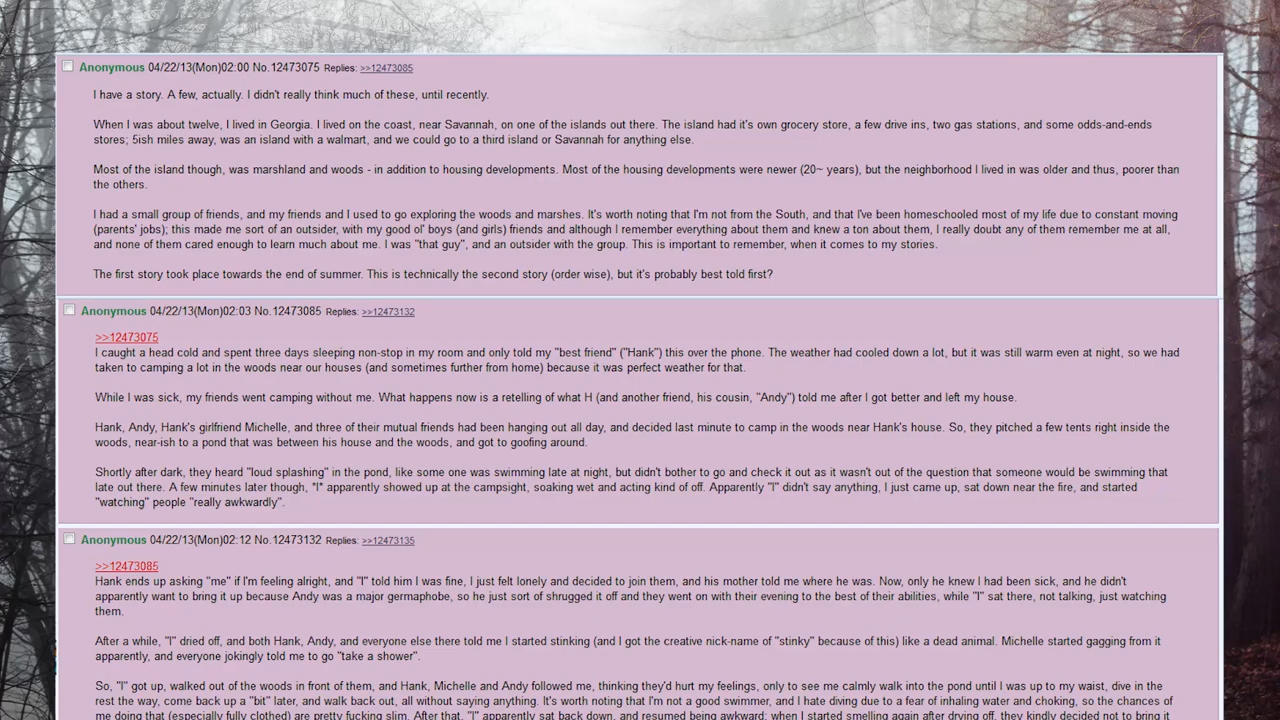 Anonymous 04/22/13(Mon)02:00 No.12473075 Replies: >>12473085
I have a story. A few, actually. I didn't really think much of these, until recently.
When I was about twelve, I lived in Georgia. I lived on the coast, near Savannah, on one of the islands out there. The island had it's own grocery store, a few drive ins, two gas stations, and some odds-and-ends
stores; 5ish miles away, was an island with a walmart, and we could go to a third island or Savannah for anything else.
Most of the island though, was marshland and woods - in addition to housing developments. Most of the housing developments were newer (20~ years), but the neighborhood I lived in was older and thus, poorer than
the others.
I had a small group of friends, and my friends and I used to go exploring the woods and marshes. It's worth noting that I'm not from the South, and that I've been homeschooled most of my life due to constant moving
(parents' jobs); this made me sort of an outsider, with my good ol' boys (and girls) friends and although I remember everything about them and knew a ton about them, I really doubt any of them remember me at all,
and none of them cared enough to learn much about me. I was "that guy", and an outsider with the group. This is important to remember, when it comes to my stories.
The first story took place towards the end of summer. This is technically the second story (order wise), but it's probably best told first?
Anonymous 04/22/13(Mon)02:03 No.12473085 Replies: >>12473132
>>12473075
I caught a head cold and spent three days sleeping non-stop in my room and only told my "best friend" ("Hank") this over the phone. The weather had cooled down a lot, but it was still warm even at night, so we had
taken to camping a lot in the woods near our houses (and sometimes further from home) because it was perfect weather for that.
While I was sick, my friends went camping without me. What happens now is a retelling of what H (and another friend, his cousin, "Andy") told me after I got better and left my house.
Hank, Andy, Hank's girlfriend Michelle, and three of their mutual friends had been hanging out all day, and decided last minute to camp in the woods near Hank's house. So, they pitched a few tents right inside the
woods, near-ish to a pond that was between his house and the woods, and got to goofing around.
Shortly after dark, they heard "loud splashing" in the pond, like some one was swimming late at night, but didn't bother to go and check it out as it wasn't out of the question that someone would be swimming that
late out there. A few minutes later though, *I* apparently showed up at the campsight, soaking wet and acting kind of off. Apparently "I" didn't say anything, I just came up, sat down near the fire, and started
"watching" people "really awkwardly".
Anonymous 04/22/13(Mon)02:12 No.12473132 Replies: >>12473135
>>12473085
Hank ends up asking "me" if I'm feeling alright, and "I" told him I was fine, I just felt lonely and decided to join them, and his mother told me where he was. Now, only he knew I had been sick, and he didn't
apparently want to bring it up because Andy was a major germaphobe, so he just sort of shrugged it off and they went on with their evening to the best of their abilities, while "I" sat there, not talking, just watching
them.
After a while, "I" dried off, and both Hank, Andy, and everyone else there told me I started stinking (and I got the creative nick-name of "stinky" because of this) like a dead animal. Michelle started gagging from it
apparently, and everyone jokingly told me to go "take a shower".
So, "I" got up, walked out of the woods in front of them, and Hank, Michelle and Andy followed me, thinking they'd hurt my feelings, only to see me calmly walk into the pond until I was up to my waist, dive in the
rest the way, come back up a "bit" later, and walk back out, all without saying anything. It's worth noting that I'm not a good swimmer, and I hate diving due to a fear of inhaling water and choking, so the chances of
me doing that (especially fully clothed) are pretty fucking slim. After that, "I" apparently sat back down, and resumed being awkward; when I started smelling again after drying off, they kindly decided not to bring it